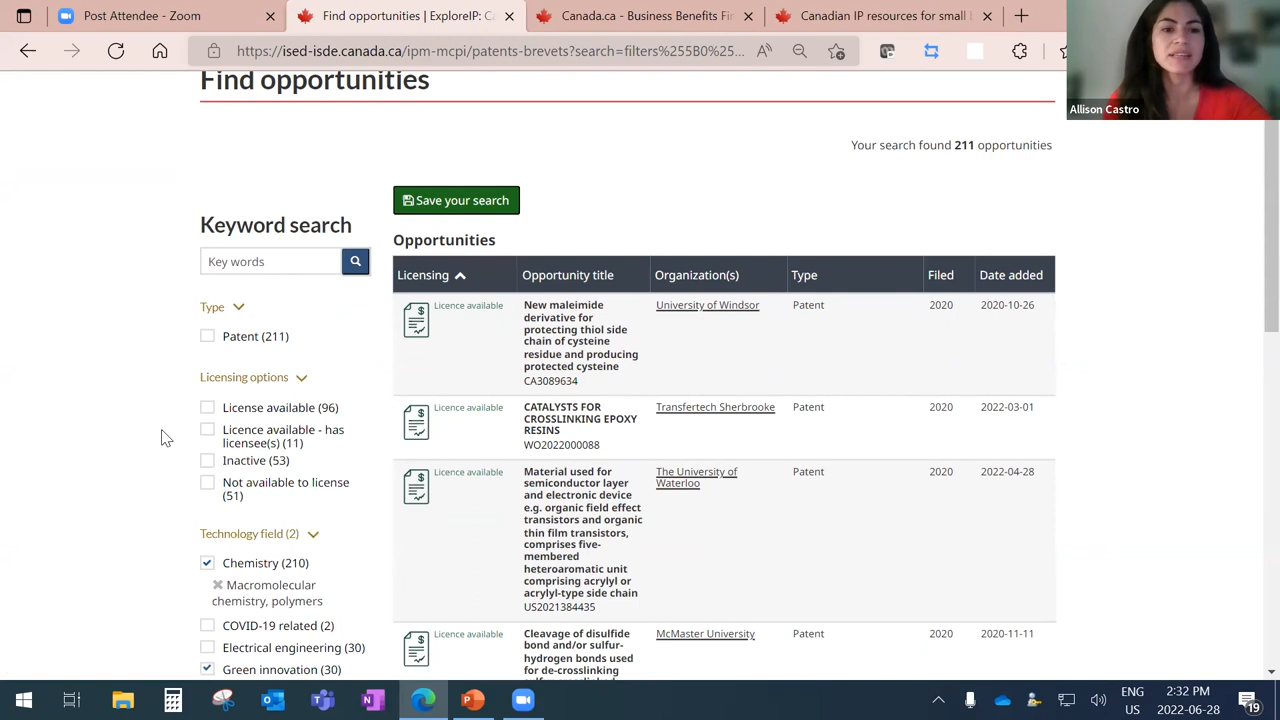 Post Attendee - Zoom
Find opportunities | ExploreIP: Ca
Canada.ca - Business Benefits Fin
Canadian IP resources for small b
https://ised-isde.canada.ca/ipm-mcpi/patents-brevets?search=filters%255B0%25...
Allison Castro
Find opportunities
Your search found 211 opportunities
Save your search
Keyword search
Key words
Type
Patent (211)
Licensing options
License available (96)
Licence available - has
licensee(s) (11)
Inactive (53)
Not available to license
(51)
Technology field (2)
Chemistry (210)
Macromolecular
chemistry, polymers
COVID-19 related (2)
Electrical engineering (30)
Green innovation (30)
Opportunities
Licensing Opportunity title Organization(s) Type Filed Date added
Licence available New maleimide University of Windsor Patent 2020 2020-10-26
derivative for
protecting thiol side
chain of cysteine
residue and producing
protected cysteine
CA3089634
Licence available CATALYSTS FOR Transfertech Sherbrooke Patent 2020 2022-03-01
CROSSLINKING EPOXY
RESINS
WO2022000088
Licence available Material used for The University of Patent 2020 2022-04-28
semiconductor layer Waterloo
and electronic device
e.g. organic field effect
transistors and organic
thin film transistors,
comprises five-
membered
heteroaromatic unit
comprising acrylyl or
acrylyl-type side chain
US2021384435
Licence available Cleavage of disulfide McMaster University Patent 2020 2020-11-11
bond and/or sulfur-
hydrogen bonds used
for de-crosslinking
ENG
US
2:32 PM
2022-06-28
19